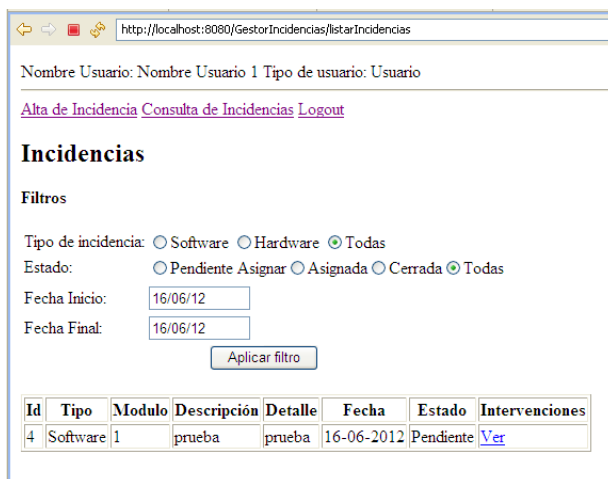 http://localhost:8080/GestorIncidencias/listarIncidencias
Nombre Usuario: Nombre Usuario 1 Tipo de usuario: Usuario
Alta de Incidencia Consulta de Incidencias Logout
Incidencias
Filtros
Tipo de incidencia: Software Hardware Todas
Estado: Pendiente Asignar Asignada Cerrada Todas
Fecha Inicio: 16/06/12
Fecha Final: 16/06/12
Aplicar filtro
Id Tipo Modulo Descripción Detalle Fecha Estado Intervenciones
4 Software 1 prueba prueba 16-06-2012 Pendiente Ver